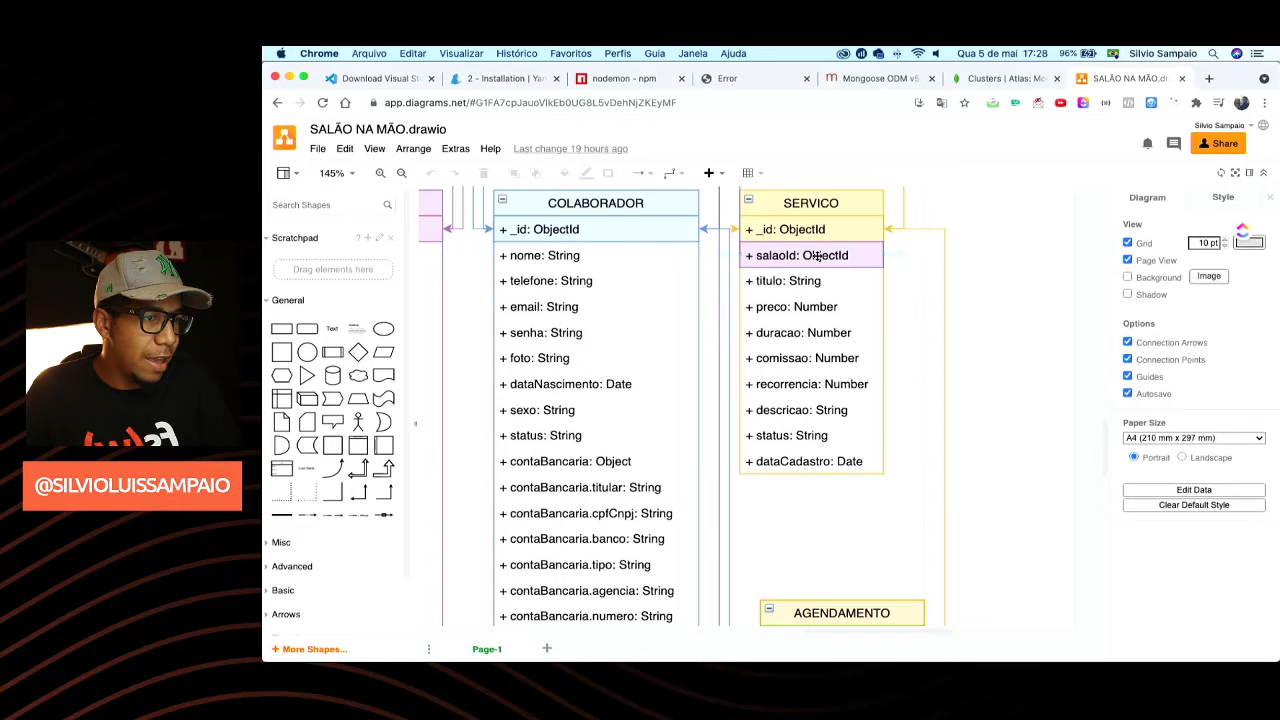 Chrome Arquivo Editar Visualizar Histórico Favoritos Perfis Guia Janela Ajuda
Qua 5 de mai 17:28 96% Silvio Sampaio
Download Visual St
2 - Installation | Yar
nodemon - npm
Error
Mongoose ODM v5.
Clusters | Atlas: Mo
SALÃO NA MÃO.dr
app.diagrams.net/#G1FA7cpJauoVlkEb0UG8L5vDehNjZKEyMF
SALÃO NA MÃO.drawio
Silvio Sampaio
File Edit View Arrange Extras Help Last change 19 hours ago
Share
145%
Search Shapes
Scratchpad
Drag elements here
General
Text
Misc
Advanced
Basic
Arrows
+ More Shapes...
COLABORADOR
+ _id: ObjectId
+ nome: String
+ telefone: String
+ email: String
+ senha: String
+ foto: String
+ dataNascimento: Date
+ sexo: String
+ status: String
+ contaBancaria: Object
+ contaBancaria.titular: String
+ contaBancaria.cpfCnpj: String
+ contaBancaria.banco: String
+ contaBancaria.tipo: String
+ contaBancaria.agencia: String
+ contaBancaria.numero: String
SERVICO
+ _id: ObjectId
+ salaoId: ObjectId
+ titulo: String
+ preco: Number
+ duracao: Number
+ comissao: Number
+ recorrencia: Number
+ descricao: String
+ status: String
+ dataCadastro: Date
AGENDAMENTO
Page-1
Diagram
Style
View
Grid
10 pt
Page View
Background
Image
Shadow
Options
Connection Arrows
Connection Points
Guides
Autosave
Paper Size
A4 (210 mm x 297 mm)
Portrait Landscape
Edit Data
Clear Default Style
@SILVIOLUISSAMPAIO